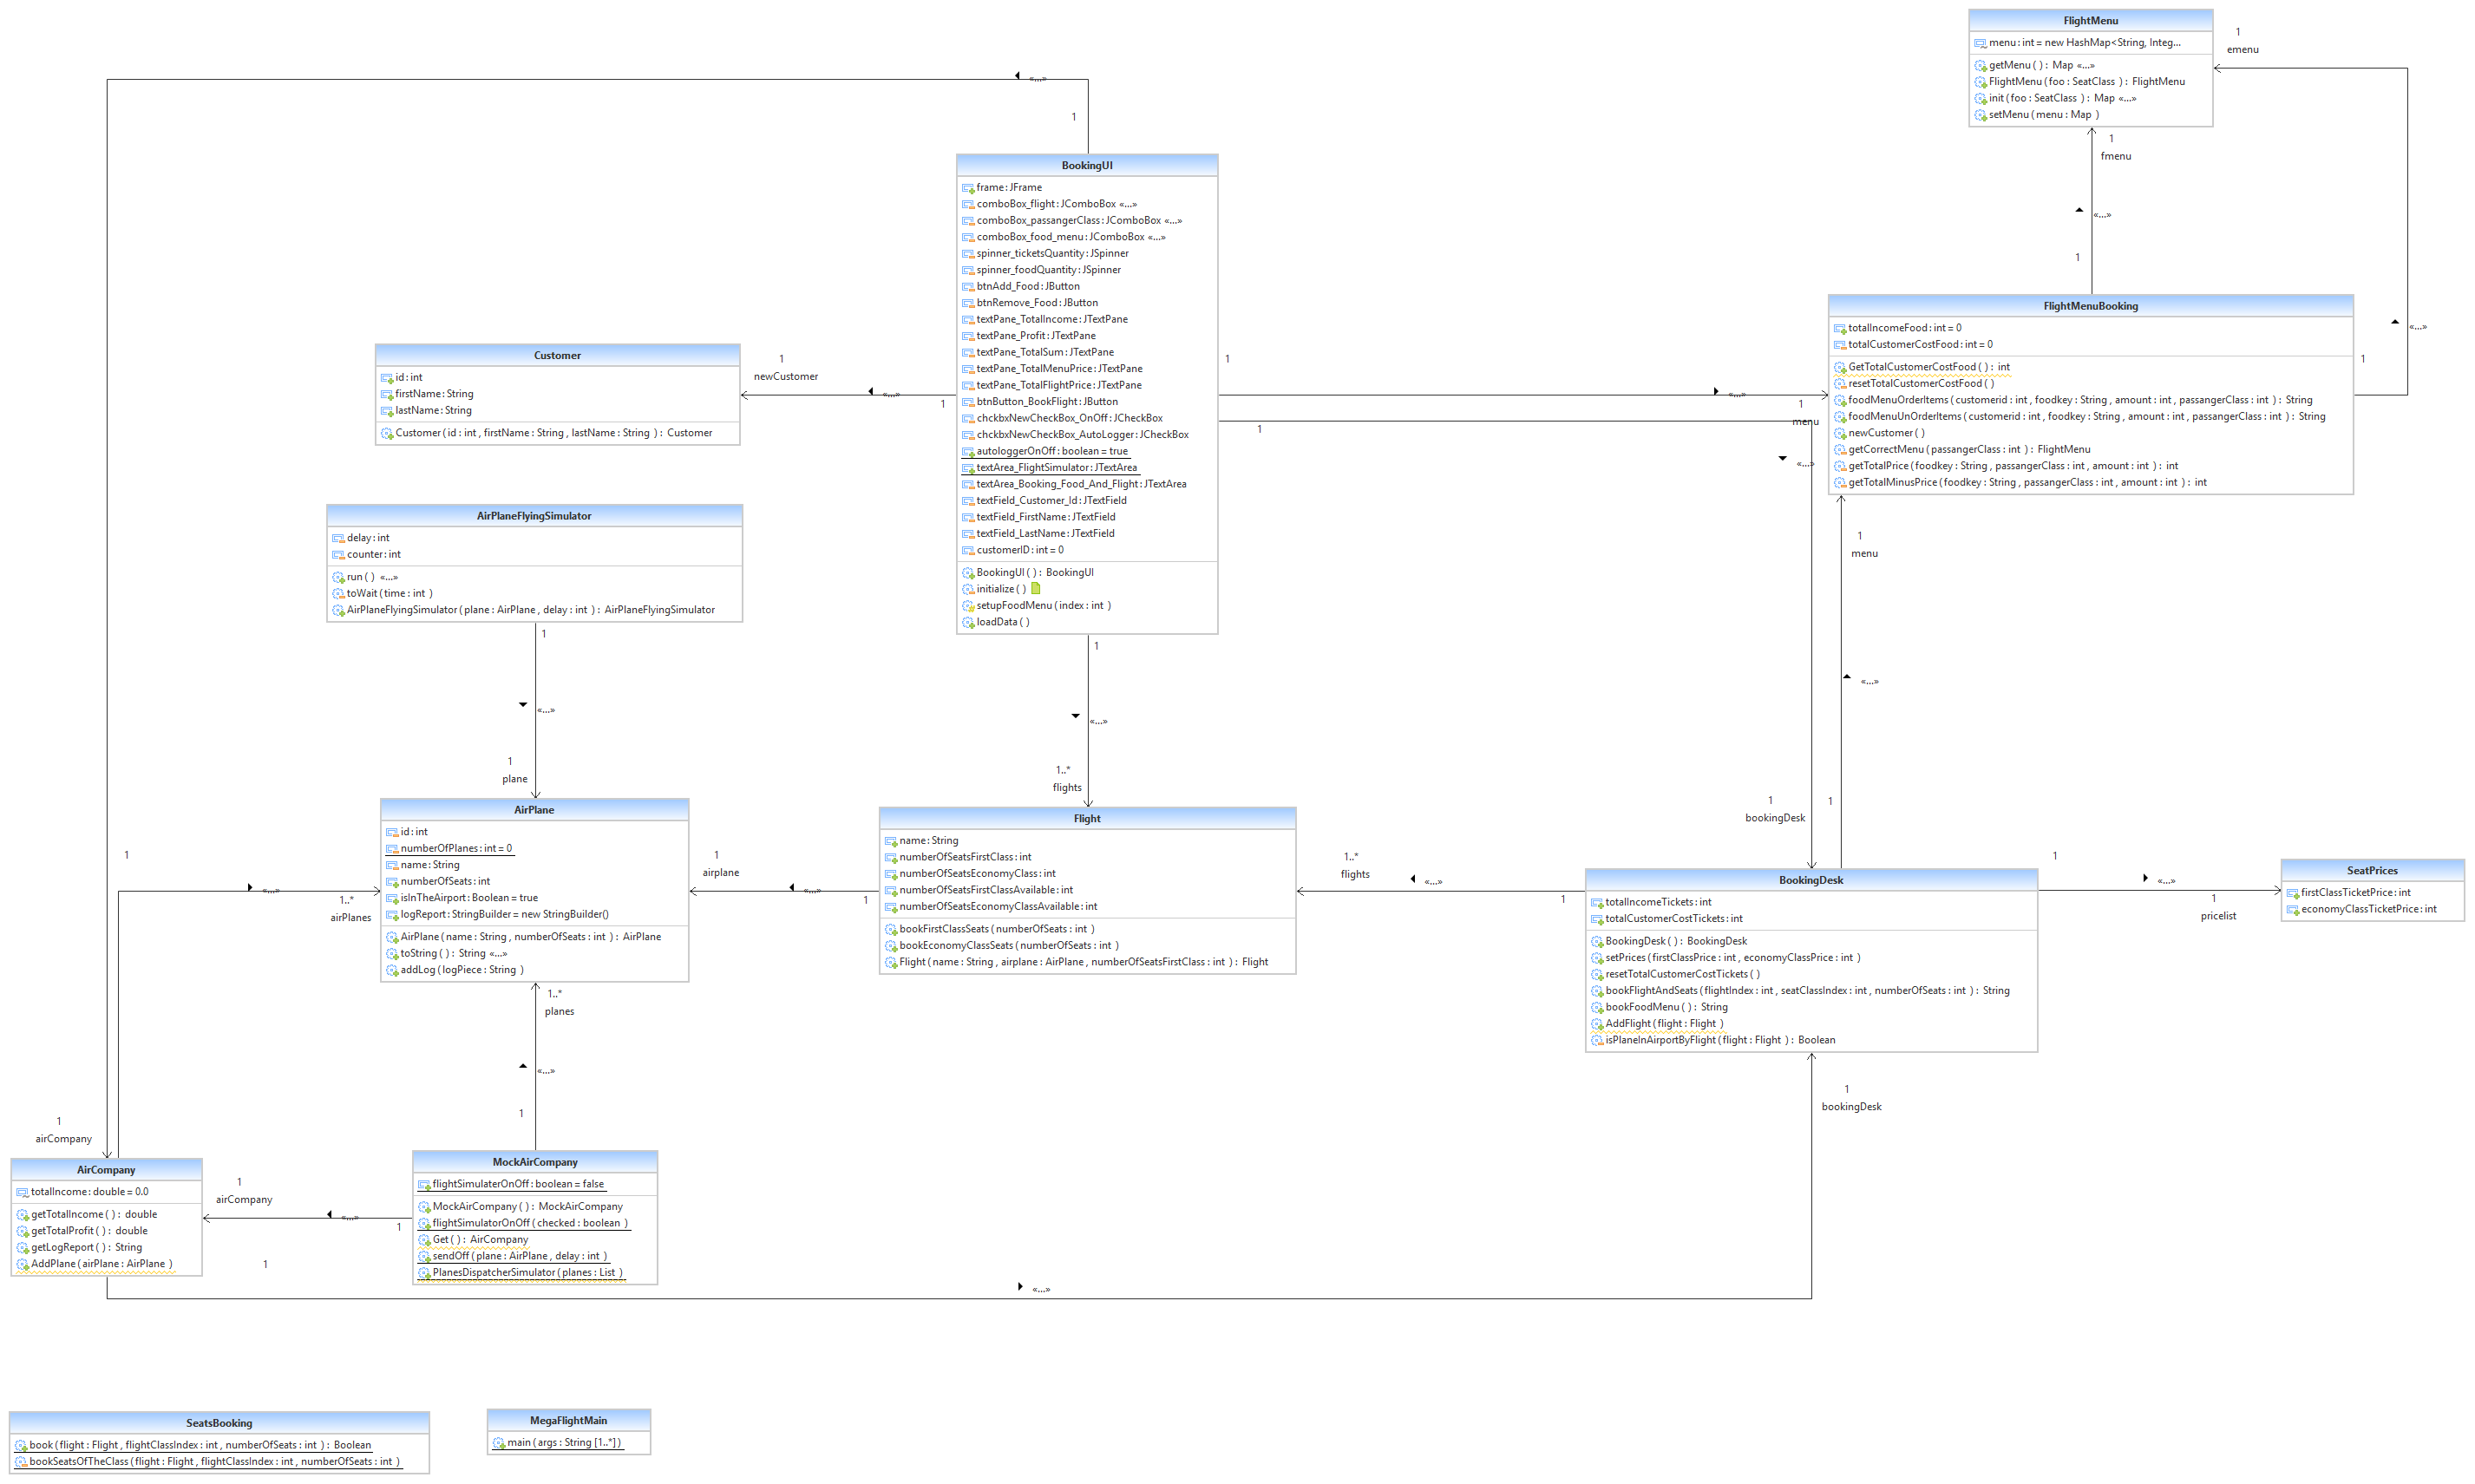 FlightMenu
menu : int = new HashMap<String, Integ...
getMenu ( ) : Map «...»
FlightMenu ( foo : SeatClass ) : FlightMenu
init ( foo : SeatClass ) : Map «...»
setMenu ( menu : Map )
1
emenu
«...»
1
1
fmenu
«...»
1
BookingUI
frame : JFrame
comboBox_flight : JComboBox «...»
comboBox_passangerClass : JComboBox «...»
comboBox_food_menu : JComboBox «...»
spinner_ticketsQuantity : JSpinner
spinner_foodQuantity : JSpinner
btnAdd_Food : JButton
btnRemove_Food : JButton
textPane_TotalIncome : JTextPane
textPane_Profit : JTextPane
textPane_TotalSum : JTextPane
textPane_TotalMenuPrice : JTextPane
textPane_TotalFlightPrice : JTextPane
btnButton_BookFlight : JButton
chckbxNewCheckBox_OnOff : JCheckBox
chckbxNewCheckBox_AutoLogger : JCheckBox
autologgerOnOff : boolean = true
textArea_FlightSimulator : JTextArea
textArea_Booking_Food_And_Flight : JTextArea
textField_Customer_Id : JTextField
textField_FirstName : JTextField
textField_LastName : JTextField
customerID : int = 0
BookingUI ( ) : BookingUI
initialize ( )
setupFoodMenu ( index : int )
loadData ( )
FlightMenuBooking
totalIncomeFood : int = 0
totalCustomerCostFood : int = 0
GetTotalCustomerCostFood ( ) : int
resetTotalCustomerCostFood ( )
foodMenuOrderItems ( customerid : int , foodkey : String , amount : int , passangerClass : int ) : String
foodMenuUnOrderItems ( customerid : int , foodkey : String , amount : int , passangerClass : int ) : String
newCustomer ( )
getCorrectMenu ( passangerClass : int ) : FlightMenu
getTotalPrice ( foodkey : String , passangerClass : int , amount : int ) : int
getTotalMinusPrice ( foodkey : String , passangerClass : int , amount : int ) : int
«...»
1
1
newCustomer
«...»
1
1
«...»
1
menu
1
«...»
1
bookingDesk
Customer
id : int
firstName : String
lastName : String
Customer ( id : int , firstName : String , lastName : String ) : Customer
AirPlaneFlyingSimulator
delay : int
counter : int
run ( ) «...»
toWait ( time : int )
AirPlaneFlyingSimulator ( plane : AirPlane , delay : int ) : AirPlaneFlyingSimulator
1
«...»
1
plane
1
«...»
1..*
flights
1
menu
«...»
1
AirPlane
id : int
numberOfPlanes : int = 0
name : String
numberOfSeats : int
isInTheAirport : Boolean = true
logReport : StringBuilder = new StringBuilder()
AirPlane ( name : String , numberOfSeats : int ) : AirPlane
toString ( ) : String «...»
addLog ( logPiece : String )
1
airplane
«...»
1
Flight
name : String
numberOfSeatsFirstClass : int
numberOfSeatsEconomyClass : int
numberOfSeatsFirstClassAvailable : int
numberOfSeatsEconomyClassAvailable : int
bookFirstClassSeats ( numberOfSeats : int )
bookEconomyClassSeats ( numberOfSeats : int )
Flight ( name : String , airplane : AirPlane , numberOfSeatsFirstClass : int ) : Flight
1..*
flights
«...»
1
BookingDesk
totalIncomeTickets : int
totalCustomerCostTickets : int
BookingDesk ( ) : BookingDesk
setPrices ( firstClassPrice : int , economyClassPrice : int )
resetTotalCustomerCostTickets ( )
bookFlightAndSeats ( flightIndex : int , seatClassIndex : int , numberOfSeats : int ) : String
bookFoodMenu ( ) : String
AddFlight ( flight : Flight )
isPlaneInAirportByFlight ( flight : Flight ) : Boolean
1
«...»
1
pricelist
SeatPrices
firstClassTicketPrice : int
economyClassTicketPrice : int
1
«...»
1..*
airPlanes
1..*
planes
«...»
1
1
bookingDesk
1
airCompany
AirCompany
totalIncome : double = 0.0
getTotalIncome ( ) : double
getTotalProfit ( ) : double
getLogReport ( ) : String
AddPlane ( airPlane : AirPlane )
1
airCompany
«...»
1
MockAirCompany
flightSimulaterOnOff : boolean = false
MockAirCompany ( ) : MockAirCompany
flightSimulatorOnOff ( checked : boolean )
Get ( ) : AirCompany
sendOff ( plane : AirPlane , delay : int )
PlanesDispatcherSimulator ( planes : List )
1
«...»
SeatsBooking
book ( flight : Flight , flightClassIndex : int , numberOfSeats : int ) : Boolean
bookSeatsOfTheClass ( flight : Flight , flightClassIndex : int , numberOfSeats : int )
MegaFlightMain
main ( args : String [1..*] )